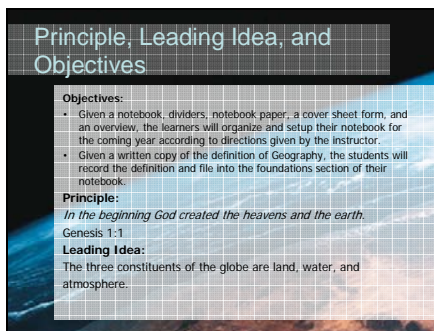 Principle, Leading Idea, and
Objectives
Objectives:
• Given a notebook, dividers, notebook paper, a cover sheet form, and
an overview, the learners will organize and setup their notebook for
the coming year according to directions given by the instructor.
• Given a written copy of the definition of Geography, the students will
record the definition and file into the foundations section of their
notebook.
Principle:
In the beginning God created the heavens and the earth.
Genesis 1:1
Leading Idea:
The three constituents of the globe are land, water, and
atmosphere.